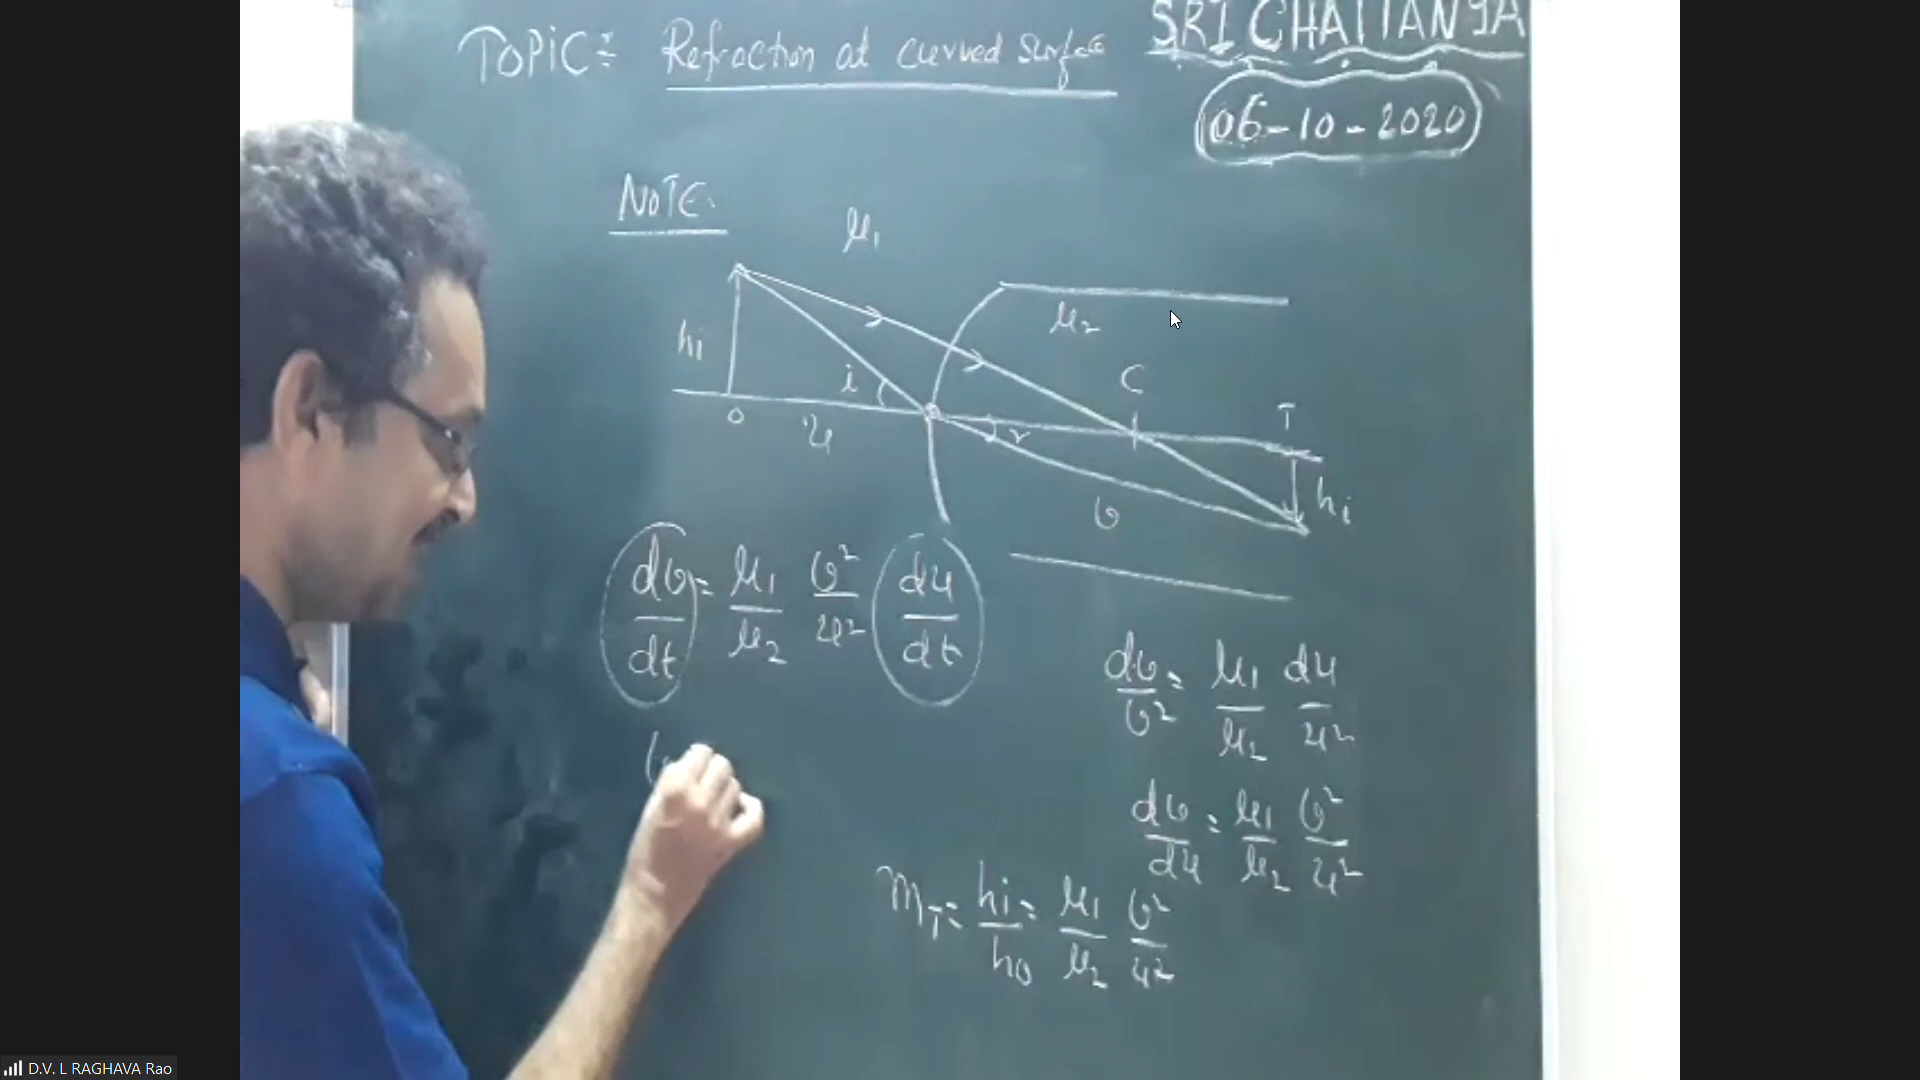 TOPIC:- Refraction at curved surface
SRI CHAITANYA
06-10-2020
NOTE:
μ₁
μ₂
h₁
i
C
I
O
u
r
v
hᵢ
dv/dt = μ₁/μ₂ v²/u² du/dt
dv/v² = μ₁/μ₂ du/u²
dv/du = μ₁/μ₂ v²/u²
m_T = hᵢ/h₀ = μ₁/μ₂ v²/u²
D.V. L RAGHAVA Rao